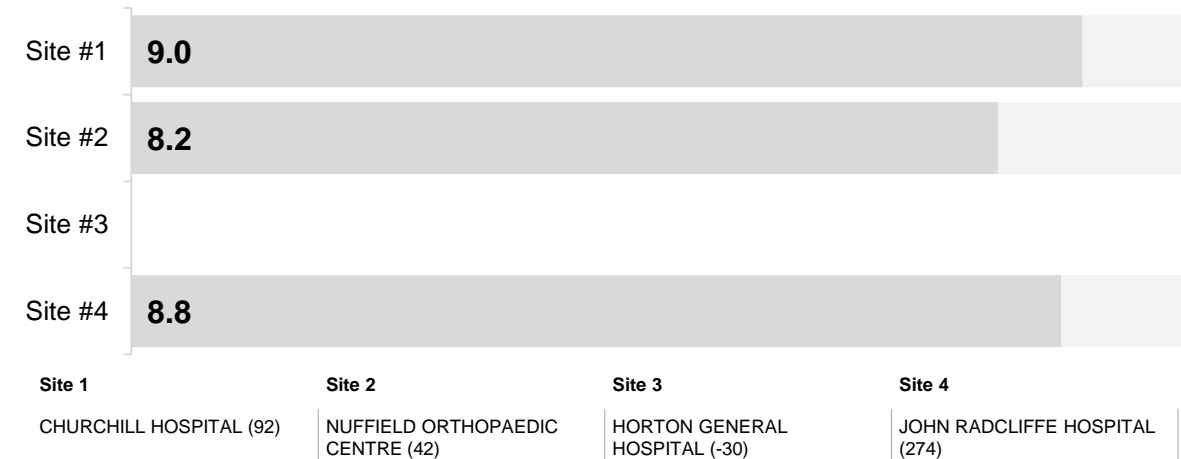 Site #1 9.0
Site #2 8.2
Site #3
Site #4 8.8
Site 1 Site 2 Site 3 Site 4
CHURCHILL HOSPITAL (92)
NUFFIELD ORTHOPAEDIC
CENTRE (42)
HORTON GENERAL
HOSPITAL (-30)
JOHN RADCLIFFE HOSPITAL
(274)